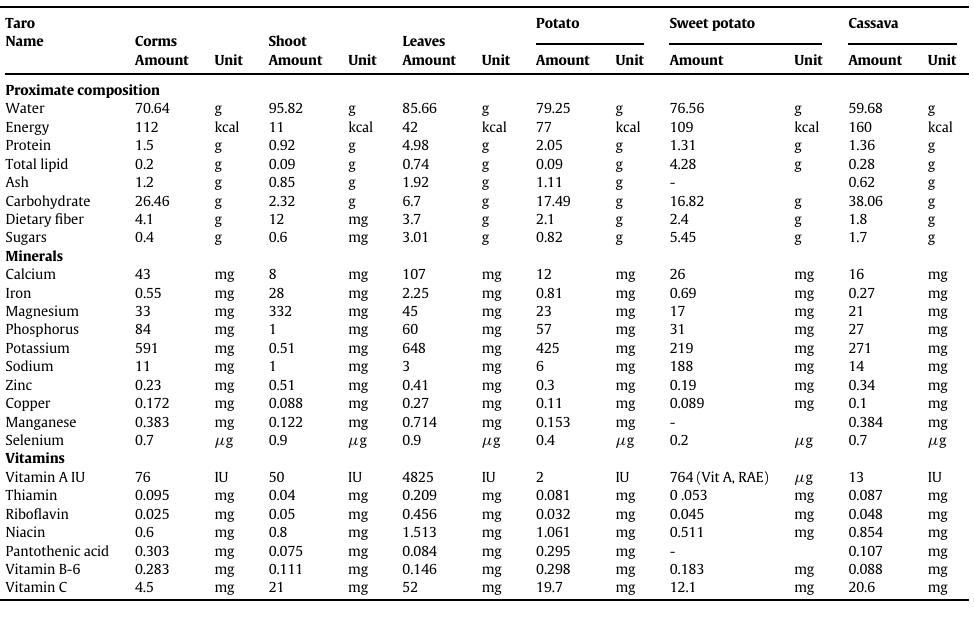 Taro Potato Sweet potato Cassava
Name Corms Shoot Leaves
Amount Unit Amount Unit Amount Unit Amount Unit Amount Unit Amount Unit
Proximate composition
Water 70.64 g 95.82 g 85.66 g 79.25 g 76.56 g 59.68 g
Energy 112 kcal 11 kcal 42 kcal 77 kcal 109 kcal 160 kcal
Protein 1.5 g 0.92 g 4.98 g 2.05 g 1.31 g 1.36 g
Total lipid 0.2 g 0.09 g 0.74 g 0.09 g 4.28 g 0.28 g
Ash 1.2 g 0.85 g 1.92 g 1.11 g - 0.62 g
Carbohydrate 26.46 g 2.32 g 6.7 g 17.49 g 16.82 g 38.06 g
Dietary fiber 4.1 g 12 mg 3.7 g 2.1 g 2.4 g 1.8 g
Sugars 0.4 g 0.6 mg 3.01 g 0.82 g 5.45 g 1.7 g
Minerals
Calcium 43 mg 8 mg 107 mg 12 mg 26 mg 16 mg
Iron 0.55 mg 28 mg 2.25 mg 0.81 mg 0.69 mg 0.27 mg
Magnesium 33 mg 332 mg 45 mg 23 mg 17 mg 21 mg
Phosphorus 84 mg 1 mg 60 mg 57 mg 31 mg 27 mg
Potassium 591 mg 0.51 mg 648 mg 425 mg 219 mg 271 mg
Sodium 11 mg 1 mg 3 mg 6 mg 188 mg 14 mg
Zinc 0.23 mg 0.51 mg 0.41 mg 0.3 mg 0.19 mg 0.34 mg
Copper 0.172 mg 0.088 mg 0.27 mg 0.11 mg 0.089 mg 0.1 mg
Manganese 0.383 mg 0.122 mg 0.714 mg 0.153 mg - 0.384 mg
Selenium 0.7 μg 0.9 μg 0.9 μg 0.4 μg 0.2 μg 0.7 μg
Vitamins
Vitamin A IU 76 IU 50 IU 4825 IU 2 IU 764 (Vit A, RAE) μg 13 IU
Thiamin 0.095 mg 0.04 mg 0.209 mg 0.081 mg 0 .053 mg 0.087 mg
Riboflavin 0.025 mg 0.05 mg 0.456 mg 0.032 mg 0.045 mg 0.048 mg
Niacin 0.6 mg 0.8 mg 1.513 mg 1.061 mg 0.511 mg 0.854 mg
Pantothenic acid 0.303 mg 0.075 mg 0.084 mg 0.295 mg - 0.107 mg
Vitamin B-6 0.283 mg 0.111 mg 0.146 mg 0.298 mg 0.183 mg 0.088 mg
Vitamin C 4.5 mg 21 mg 52 mg 19.7 mg 12.1 mg 20.6 mg